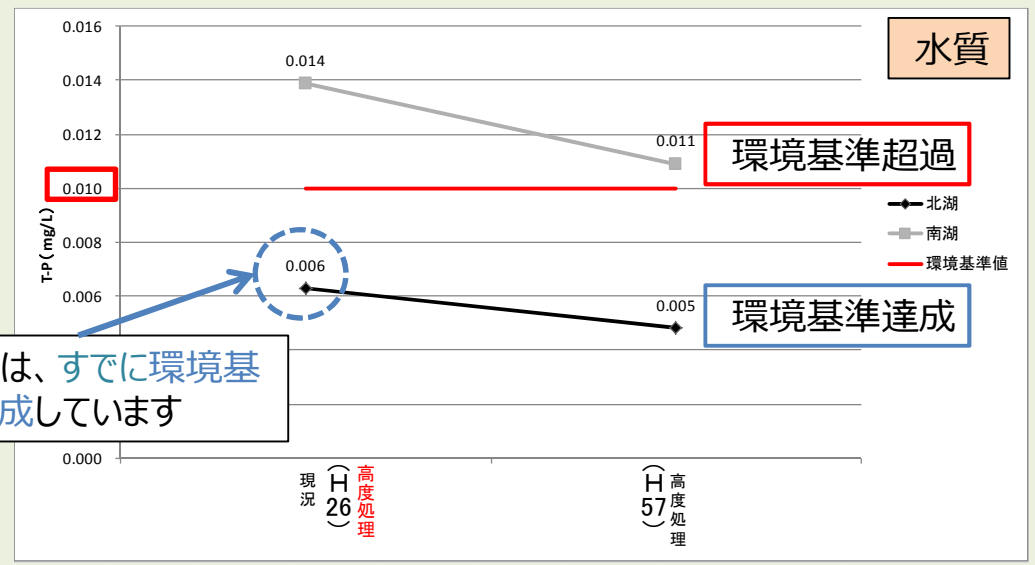 水質
0.016
0.014
0.012
0.010
0.008
0.006
0.000
T-P(mg/L)
0.014
0.011
0.006
0.005
環境基準超過
北湖
南湖
環境基準値
環境基準達成
は、すでに環境基
成しています
現況
(H26)
高度処理
(H57)
高度処理